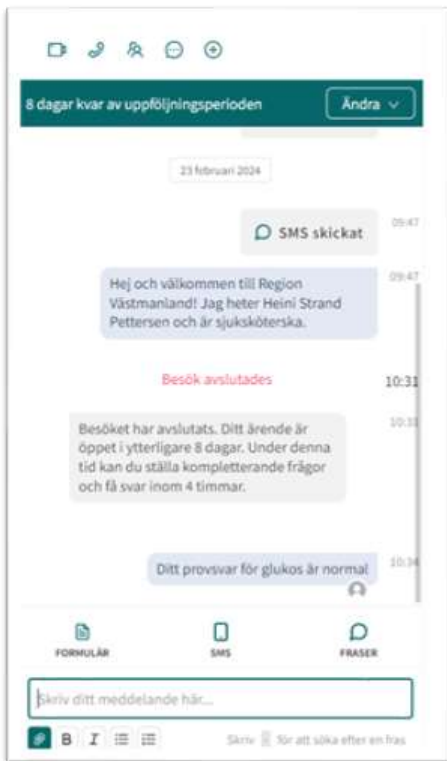 8 dagar kvar av uppföljningsperioden
Ändra
23 februari 2024
09:47
SMS skickat
09:47
Hej och välkommen till Region
Västmanland! Jag heter Heini Strand
Pettersen och är sjuksköterska.
Besök avslutades
10:31
10:31
Besöket har avslutats. Ditt ärende är
öppet i ytterligare 8 dagar. Under denna
tid kan du ställa kompletterande frågor
och få svar inom 4 timmar.
10:34
Ditt provsvar för glukos är normal
FORMULÄR
SMS
FRASER
Skriv ditt meddelande här...
B I
Skriv för att söka efter en fras